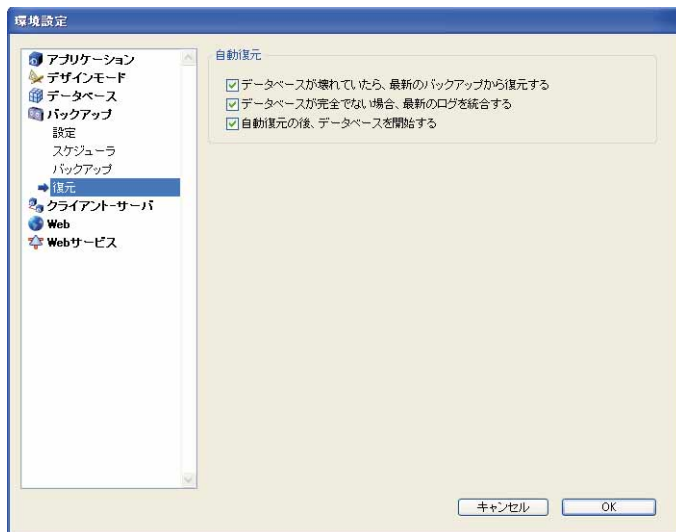 環境設定
アプリケーション
デザインモード
データベース
バックアップ
設定
スケジューラ
バックアップ
復元
クライアント-サーバ
Web
Webサービス
自動復元
データベースが壊れていたら、最新のバックアップから復元する
データベースが完全でない場合、最新のログを統合する
自動復元の後、データベースを開始する
キャンセル
OK